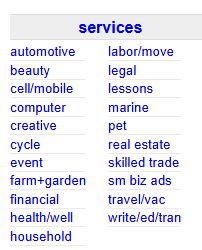 services
automotive
beauty
cell/mobile
computer
creative
cycle
event
farm+garden
financial
health/well
household
labor/move
legal
lessons
marine
pet
real estate
skilled trade
sm biz ads
travel/vac
write/ed/tran